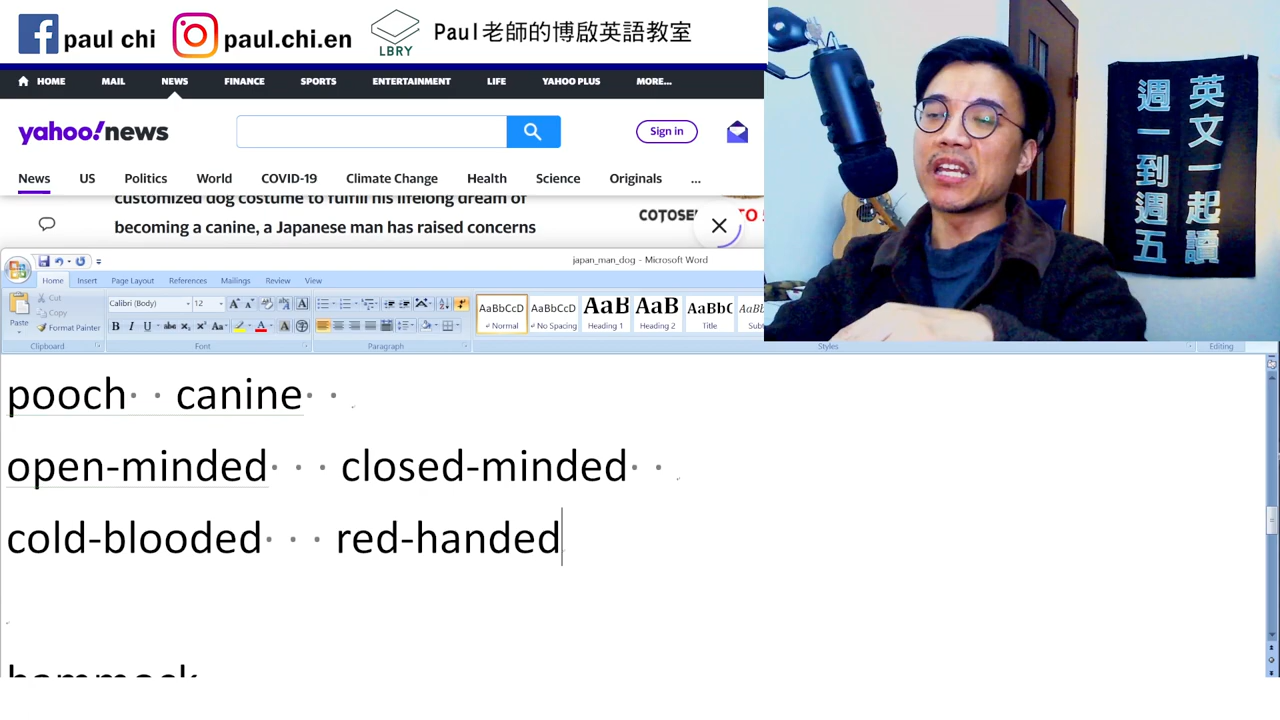 paul chi paul.chi.en LBRY Paul老師的博啟英語教室
HOME MAIL NEWS FINANCE SPORTS ENTERTAINMENT LIFE YAHOO PLUS MORE...
yahoo!news Sign in
News US Politics World COVID-19 Climate Change Health Science Originals ...
customized dog costume to fulfill his lifelong dream of
becoming a canine, a Japanese man has raised concerns
japan_man_dog - Microsoft Word
Home Insert Page Layout References Mailings Review View
Paste Cut Copy Format Painter
Calibri (Body) 12
AaBbCcD Normal AaBbCcD No Spacing AaB Heading 1 AaB Heading 2 AaBb( Title
Clipboard Font Paragraph Styles Editing
pooch canine
open-minded closed-minded
cold-blooded red-handed
hammock
英文一起讀
週一到週五